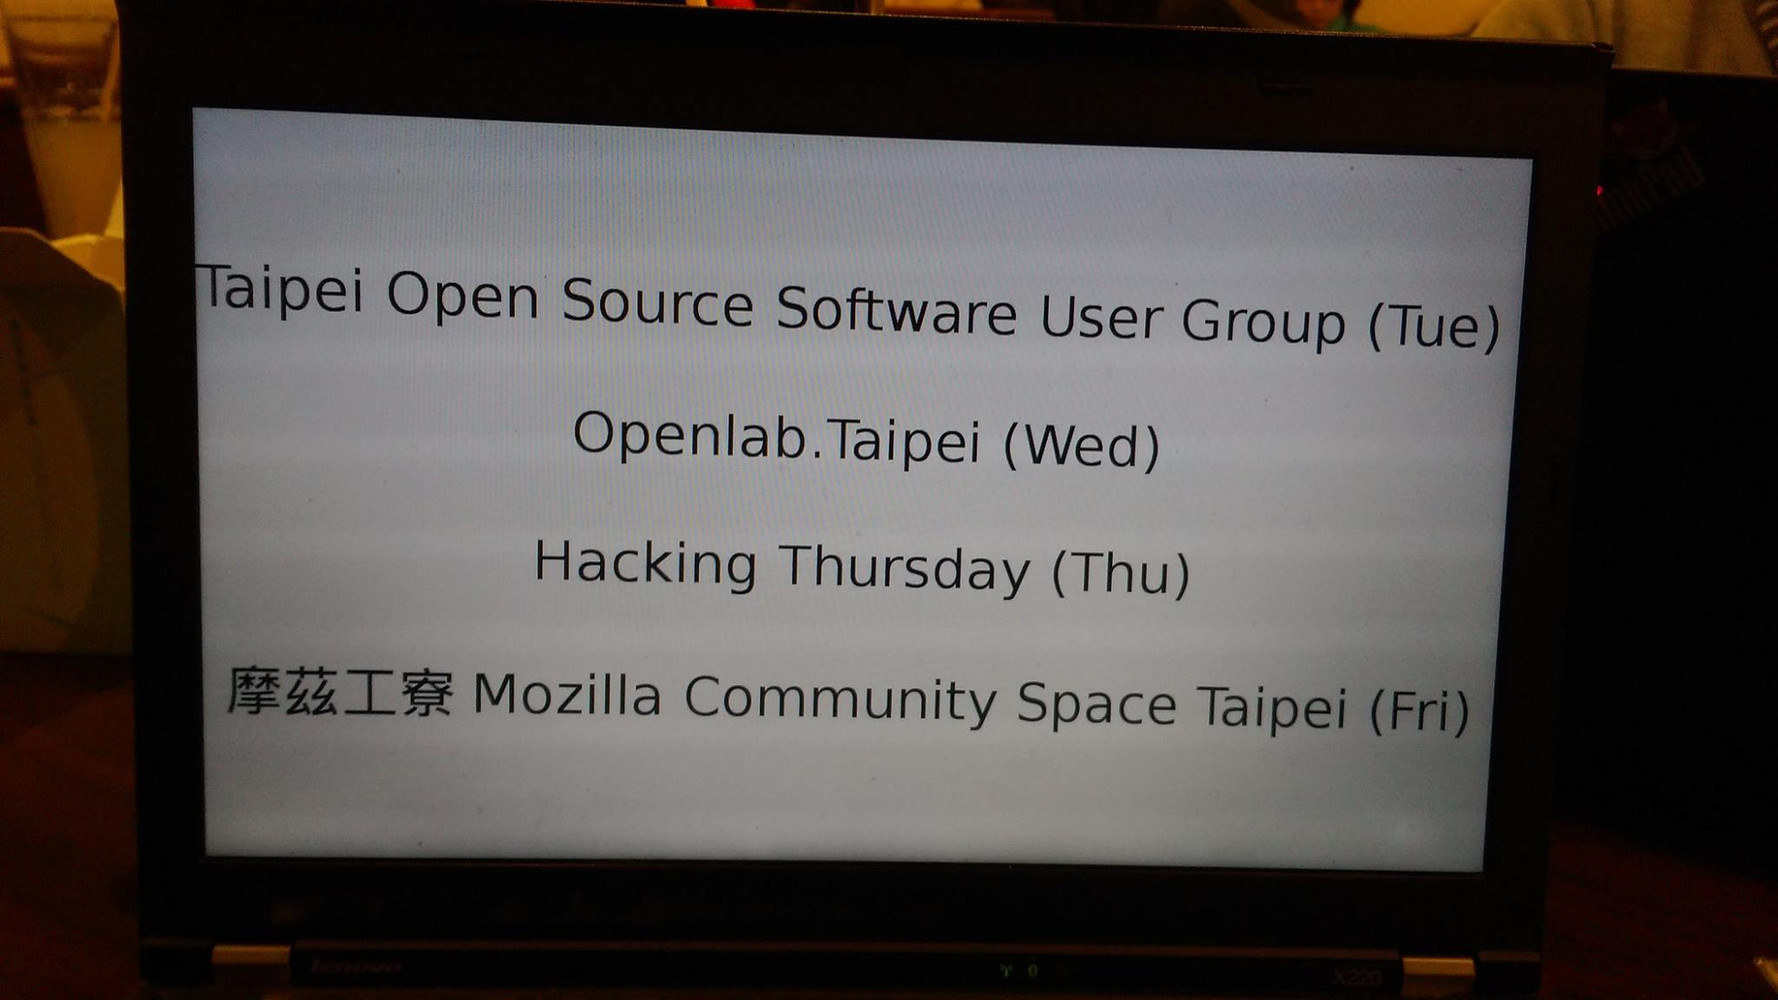 Taipei Open Source Software User Group (Tue)
Openlab.Taipei (Wed)
Hacking Thursday (Thu)
摩茲工寮 Mozilla Community Space Taipei (Fri)
ThinkPad
lenovo
X220